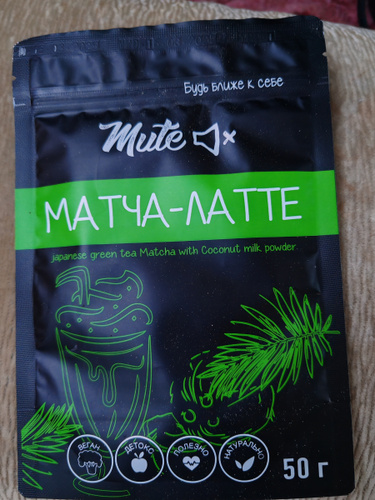 Будь ближе к себе
Mute
МАТЧА-ЛАТТЕ
japanese green tea Matcha with Coconut milk powder
ВЕГАН
ДЕТОКС
ПОЛЕЗНО
НАТУРАЛЬНО
50 г